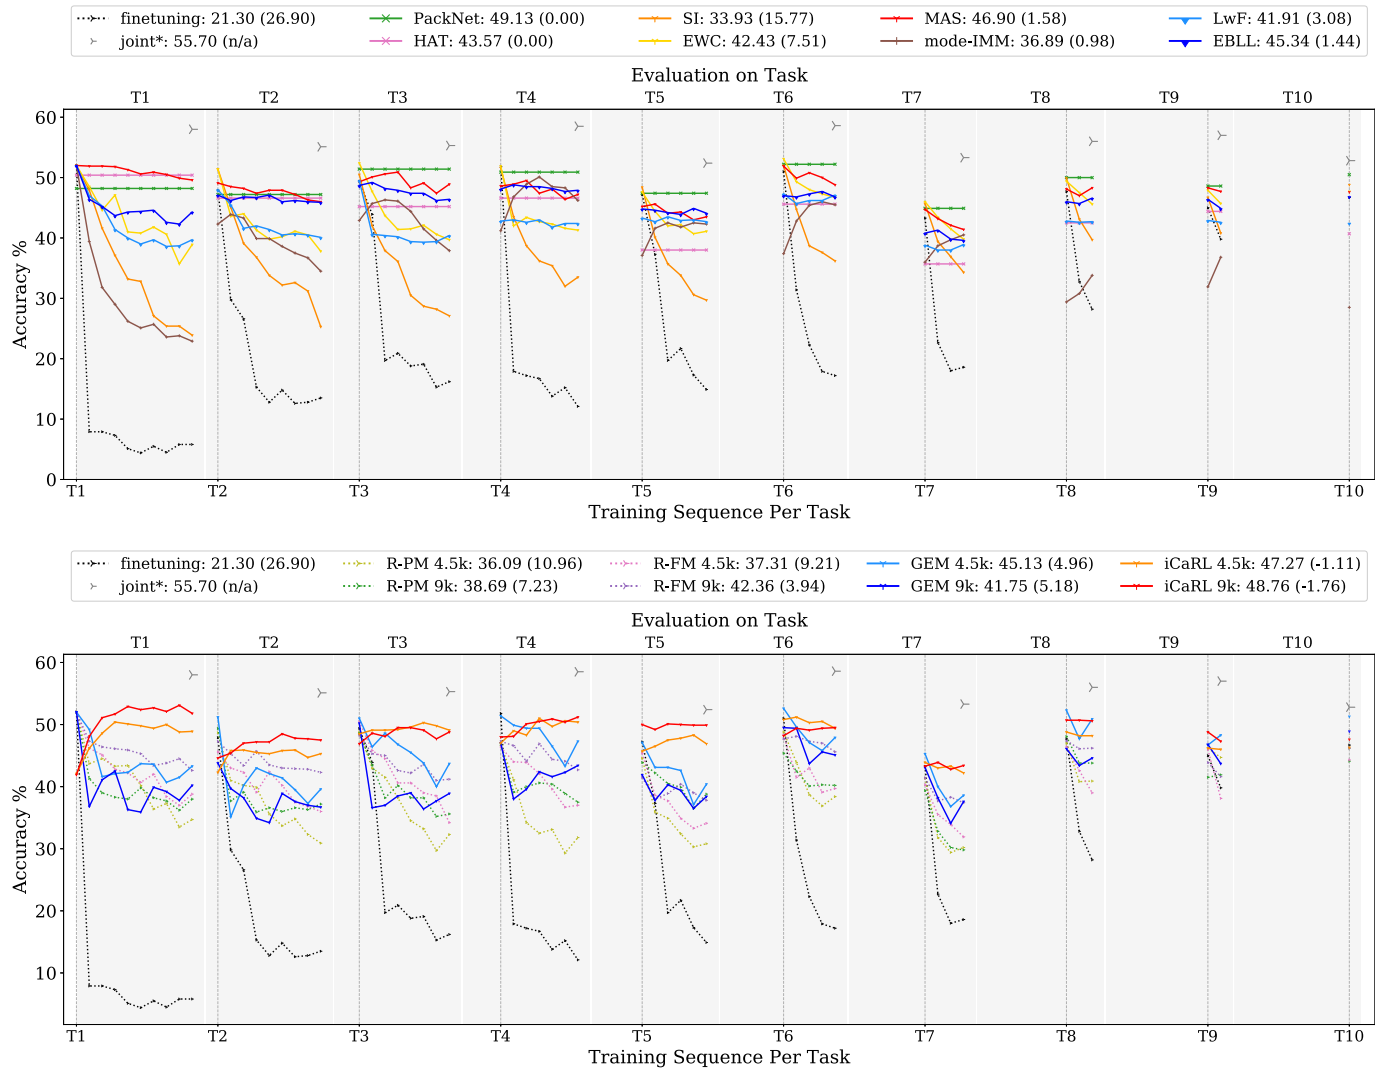 finetuning: 21.30 (26.90) PackNet: 49.13 (0.00) SI: 33.93 (15.77) MAS: 46.90 (1.58) LwF: 41.91 (3.08)
joint*: 55.70 (n/a) HAT: 43.57 (0.00) EWC: 42.43 (7.51) mode-IMM: 36.89 (0.98) EBLL: 45.34 (1.44)
Evaluation on Task
T1 T2 T3 T4 T5 T6 T7 T8 T9 T10
60
50
40
30
20
10
0
Accuracy %
T1 T2 T3 T4 T5 T6 T7 T8 T9 T10
Training Sequence Per Task
finetuning: 21.30 (26.90) R-PM 4.5k: 36.09 (10.96) R-FM 4.5k: 37.31 (9.21) GEM 4.5k: 45.13 (4.96) iCaRL 4.5k: 47.27 (-1.11)
joint*: 55.70 (n/a) R-PM 9k: 38.69 (7.23) R-FM 9k: 42.36 (3.94) GEM 9k: 41.75 (5.18) iCaRL 9k: 48.76 (-1.76)
Evaluation on Task
T1 T2 T3 T4 T5 T6 T7 T8 T9 T10
60
50
40
30
20
10
Accuracy %
T1 T2 T3 T4 T5 T6 T7 T8 T9 T10
Training Sequence Per Task